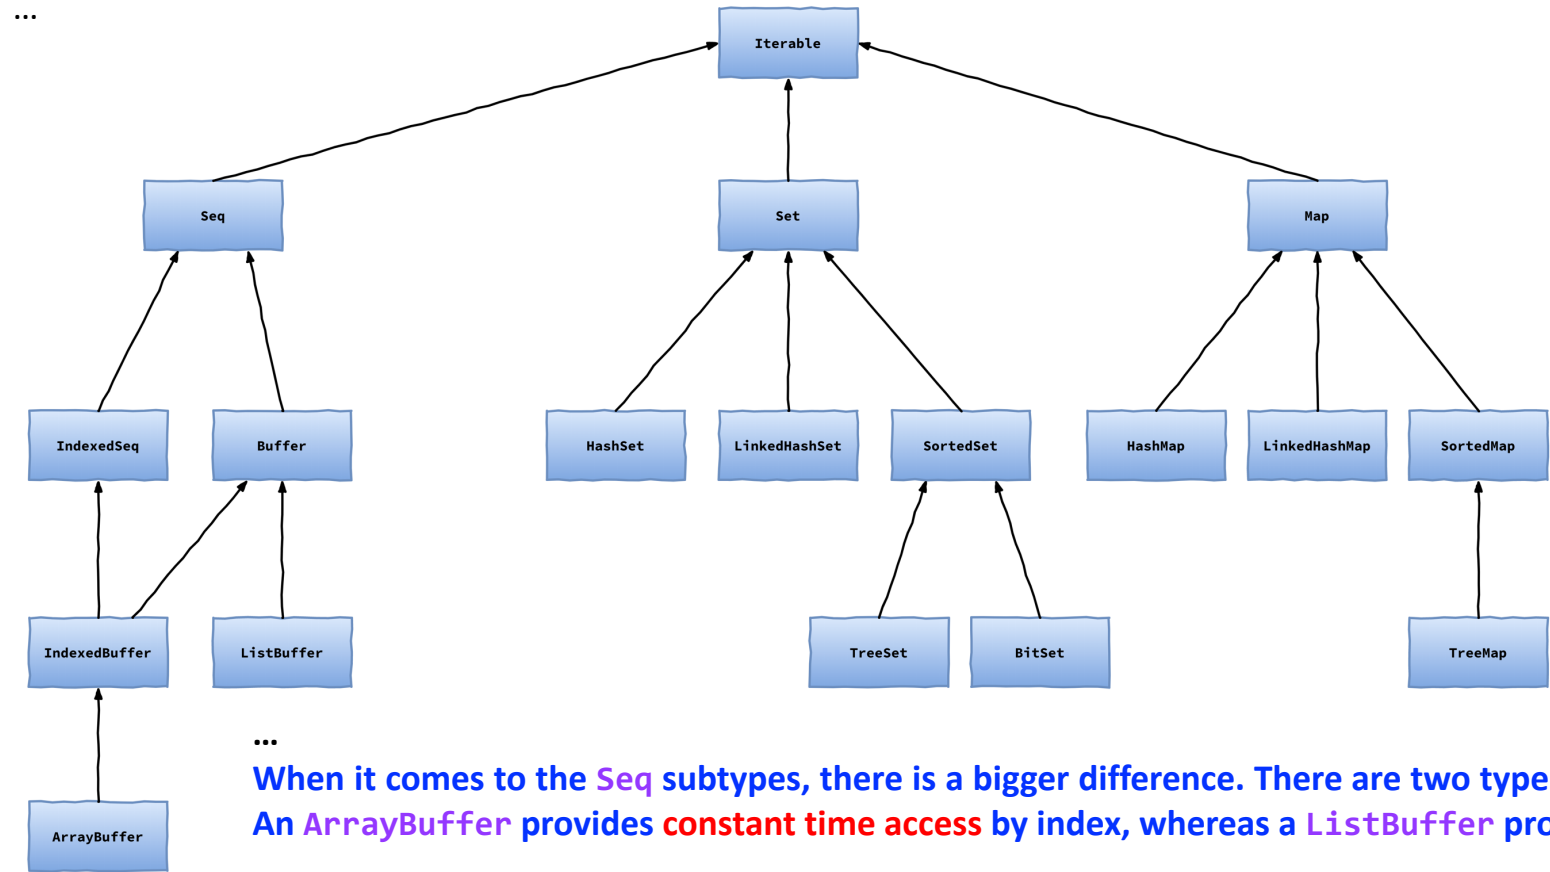 ...
Iterable
Seq Set Map
IndexedSeq Buffer HashSet LinkedHashSet SortedSet HashMap LinkedHashMap SortedMap
IndexedBuffer ListBuffer TreeSet BitSet TreeMap
...
When it comes to the Seq subtypes, there is a bigger difference. There are two type
An ArrayBuffer provides constant time access by index, whereas a ListBuffer pro
ArrayBuffer